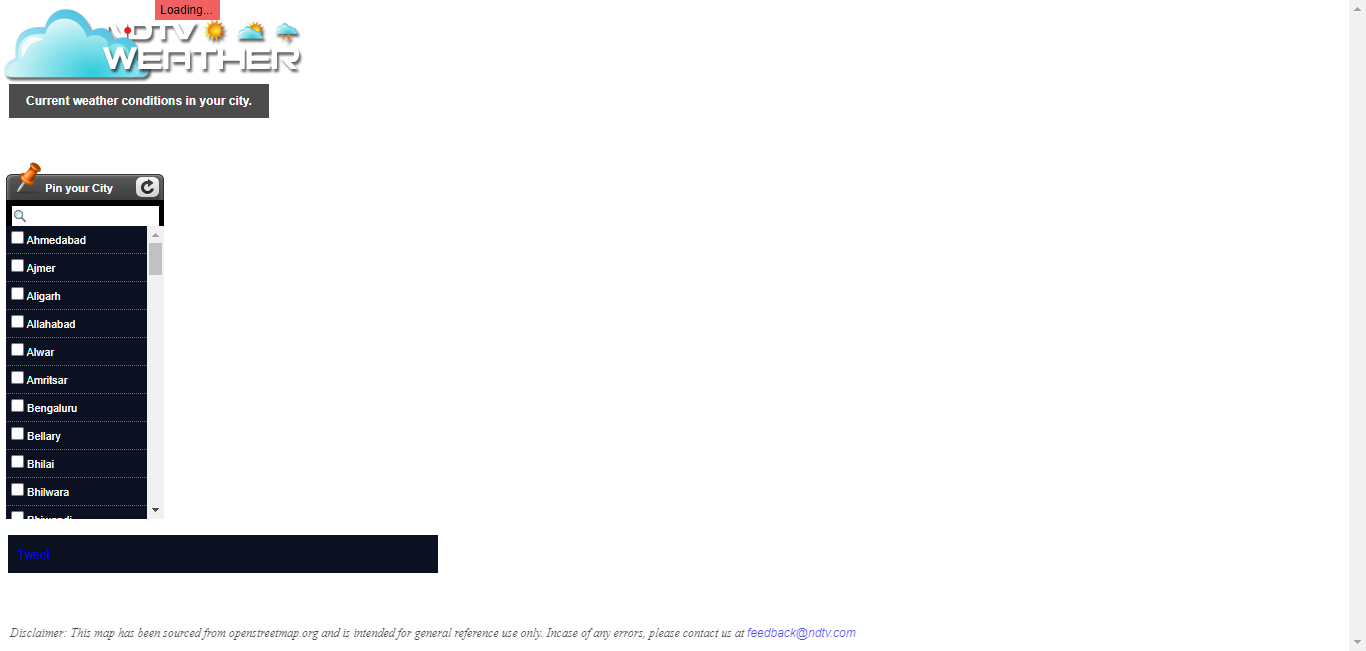 Loading...
NDTV
WEATHER
Current weather conditions in your city.
Pin your City
Ahmedabad
Ajmer
Aligarh
Allahabad
Alwar
Amritsar
Bengaluru
Bellary
Bhilai
Bhilwara
Bhiwandi
Tweet
Disclaimer: This map has been sourced from openstreetmap.org and is intended for general reference use only. Incase of any errors, please contact us at feedback@ndtv.com